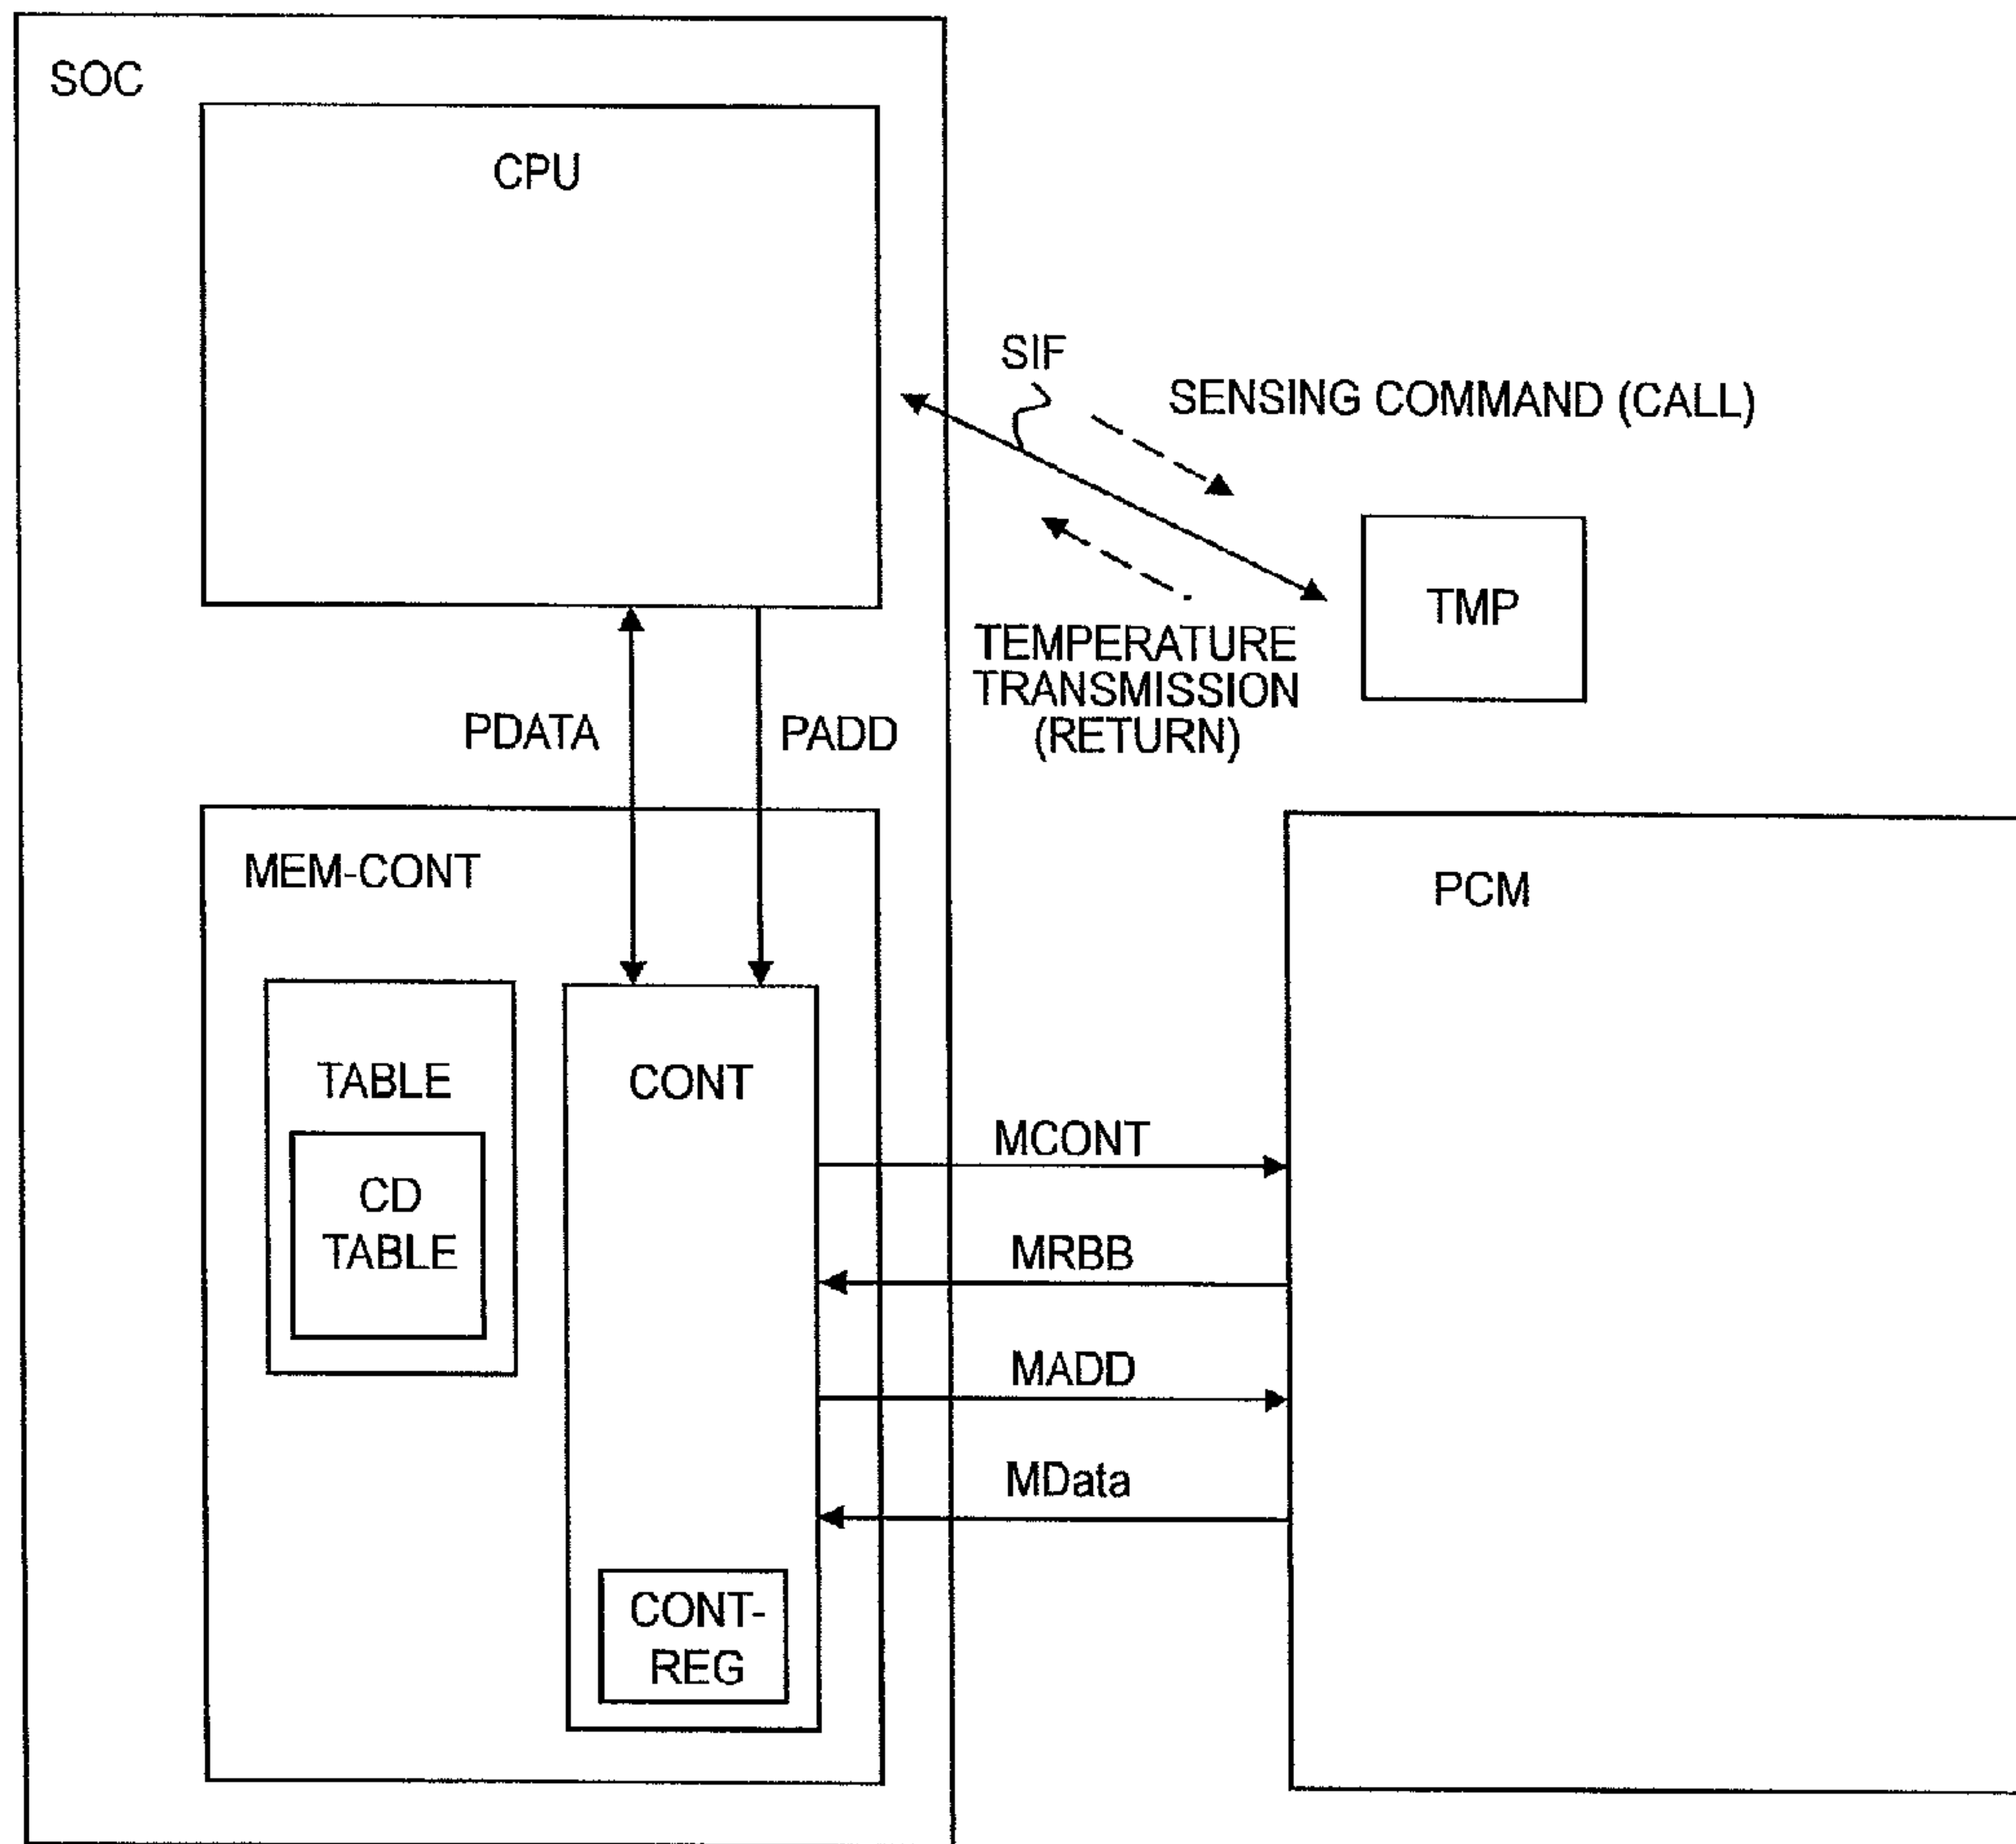 SOC
CPU
SIF
SENSING COMMAND (CALL)
TMP
TEMPERATURE
TRANSMISSION
(RETURN)
PDATA
PADD
MEM-CONT
PCM
TABLE
CD
TABLE
CONT
MCONT
MRBB
MADD
MData
CONT-
REG